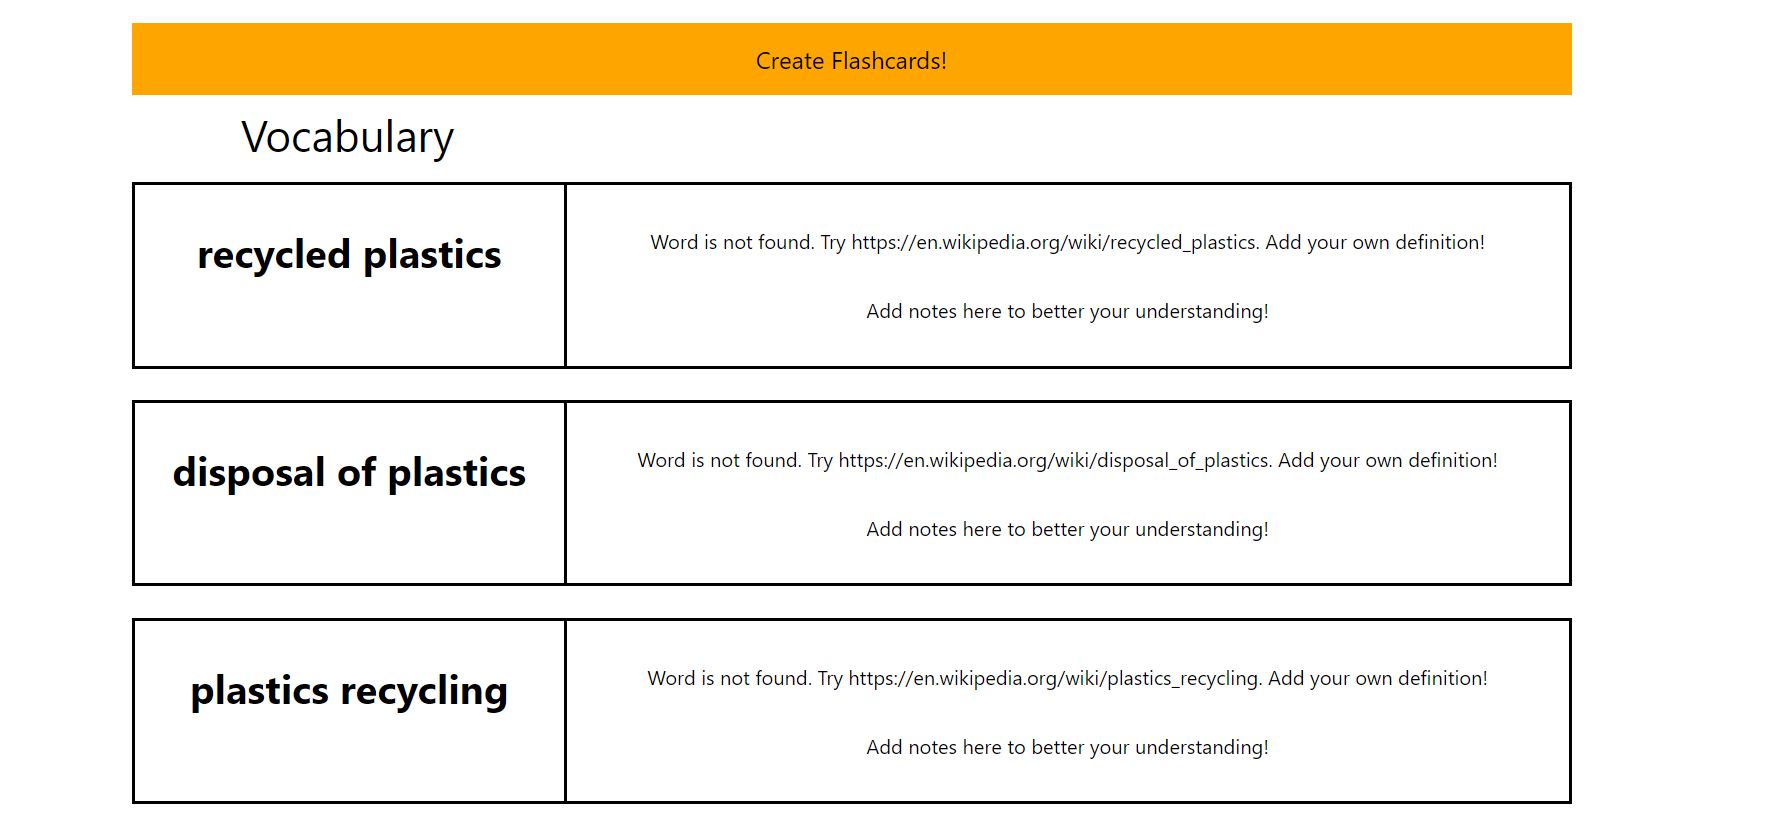 Create Flashcards!
Vocabulary
recycled plastics
Word is not found. Try https://en.wikipedia.org/wiki/recycled_plastics. Add your own definition!
Add notes here to better your understanding!
disposal of plastics
Word is not found. Try https://en.wikipedia.org/wiki/disposal_of_plastics. Add your own definition!
Add notes here to better your understanding!
plastics recycling
Word is not found. Try https://en.wikipedia.org/wiki/plastics_recycling. Add your own definition!
Add notes here to better your understanding!